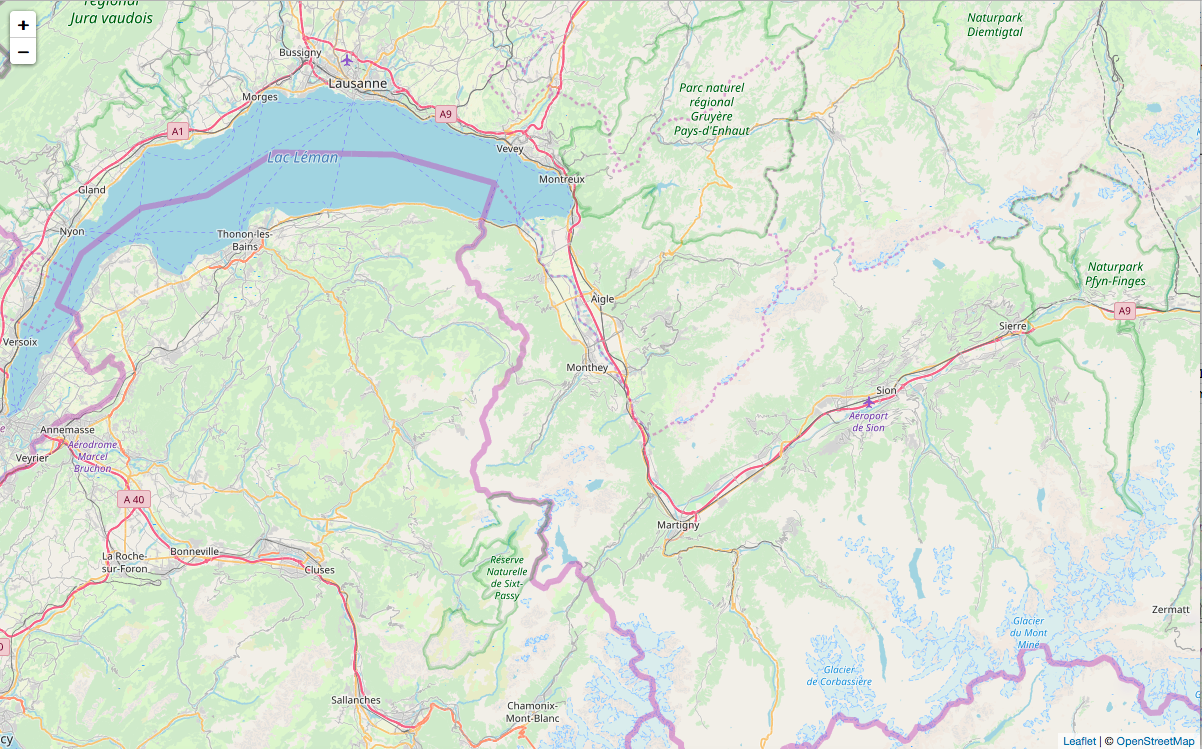 régional
Jura vaudois
Naturpark
Diemtigtal
+
−
Bussigny
Lausanne
Morges
Parc naturel
régional
Gruyère
Pays-d'Enhaut
A9
A1
Vevey
Lac Léman
Montreux
Gland
Nyon
Thonon-les-
Bains
Naturpark
Pfyn-Finges
Aigle
A9
Sierre
Versoix
Monthey
Sion
Aéroport
de Sion
Annemasse
Aérodrome
Marcel
Bruchon
Veyrier
A 40
Martigny
La Roche-
sur-Foron
Bonneville
Cluses
Réserve
Naturelle
de Sixt-
Passy
Zermatt
Glacier
du Mont
Miné
Glacier
de Corbassière
Sallanches
Chamonix-
Mont-Blanc
cy
Leaflet | © OpenStreetMap